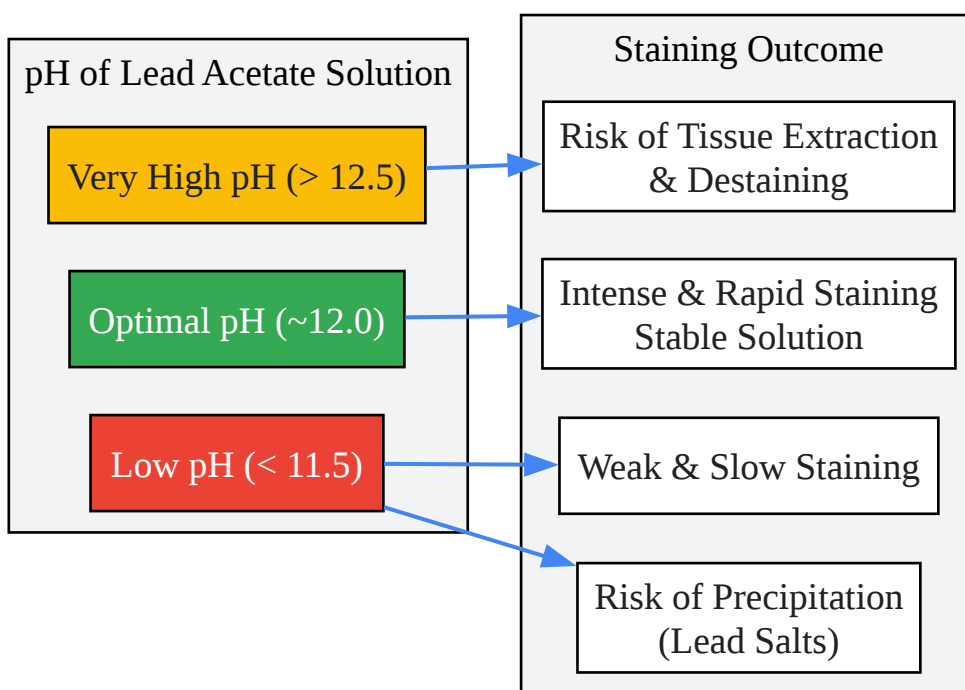 pH of Lead Acetate Solution
Very High pH (> 12.5)
Optimal pH (~12.0)
Low pH (< 11.5)
Staining Outcome
Risk of Tissue Extraction
& Destaining
Intense & Rapid Staining
Stable Solution
Weak & Slow Staining
Risk of Precipitation
(Lead Salts)